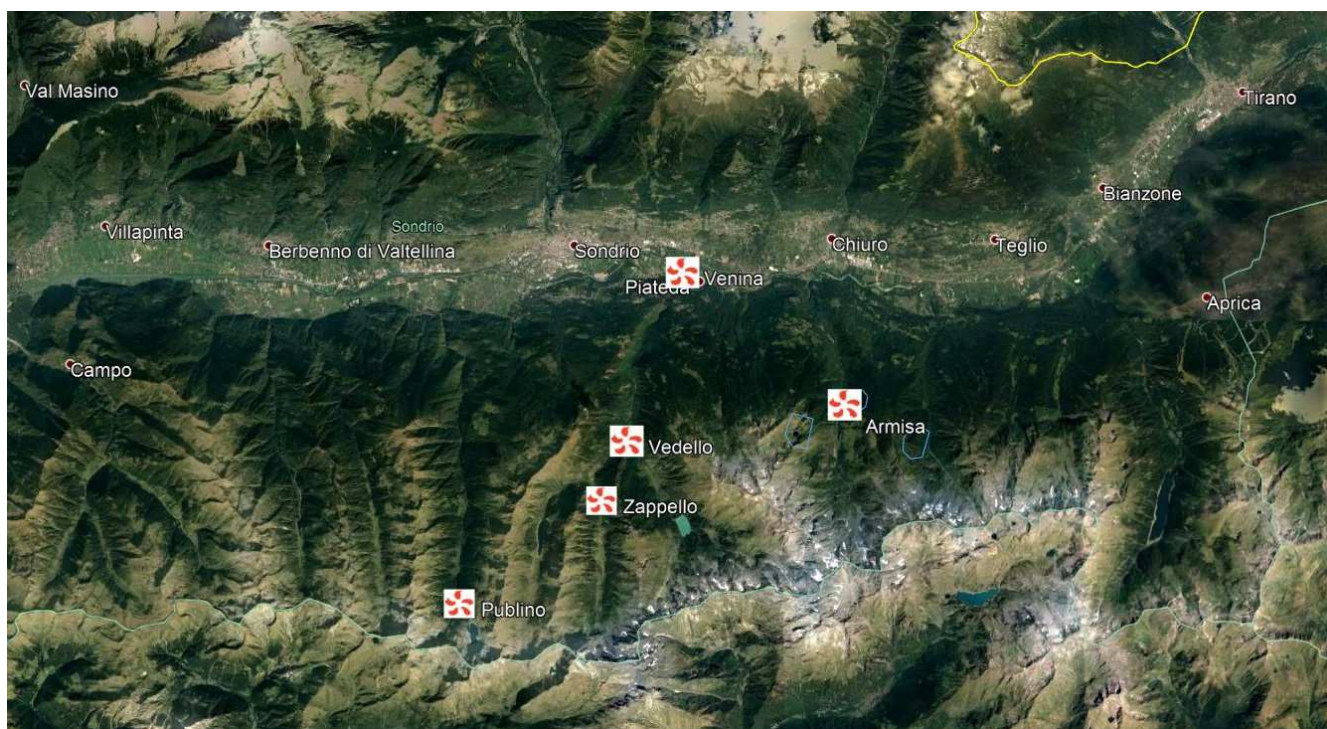 Val Masino
Tirano
Bianzone
Villapinta
Sondrio
Berbenno di Valtellina
Sondrio
Chiuro
Teglio
Venina
Piateda
Aprica
Campo
Armisa
Vedello
Zappello
Publino